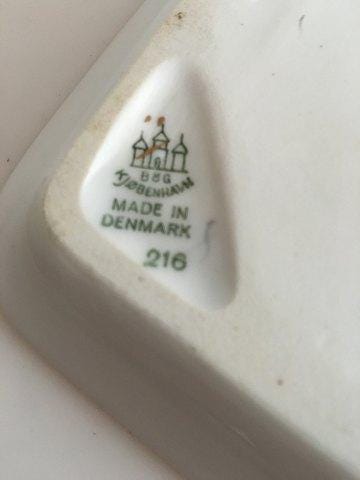 B&G
KJØBENHAVN
MADE IN
DENMARK
216